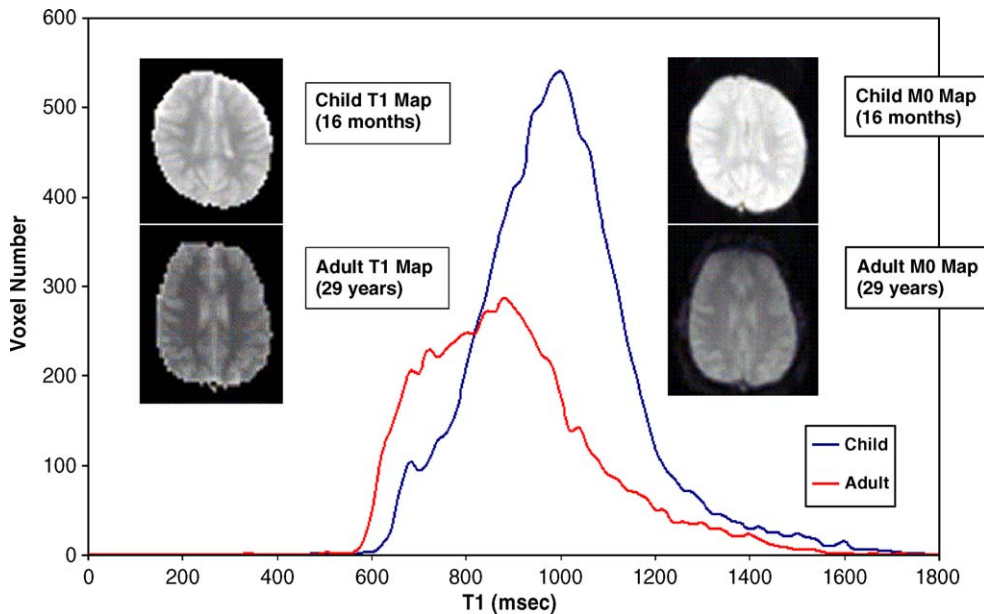 600
500
400
300
200
100
0
Voxel Number
Child T1 Map
(16 months)
Adult T1 Map
(29 years)
Child M0 Map
(16 months)
Adult M0 Map
(29 years)
Child
Adult
0 200 400 600 800 1000 1200 1400 1600 1800
T1 (msec)